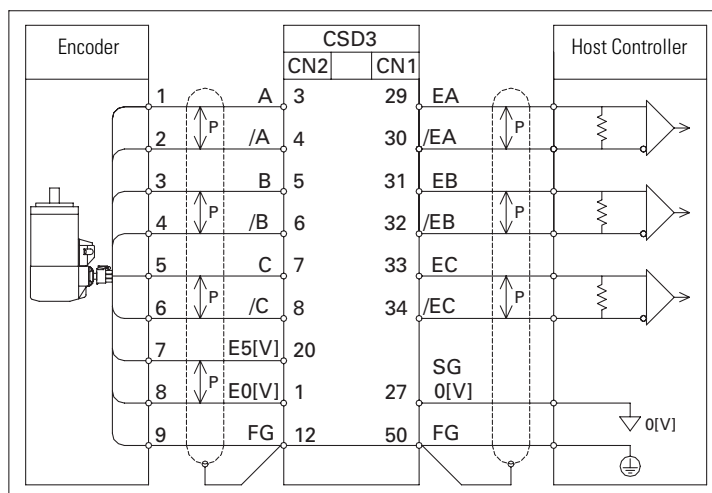 Encoder
CSD3
Host Controller
CN2 CN1
1 A 3 29 EA
P P
2 /A 4 30 /EA
3 B 5 31 EB
P P
4 /B 6 32 /EB
5 C 7 33 EC
P P
6 /C 8 34 /EC
7 E5[V] 20
SG
P
8 E0[V] 1 27 0[V]
0[V]
9 FG 12 50 FG